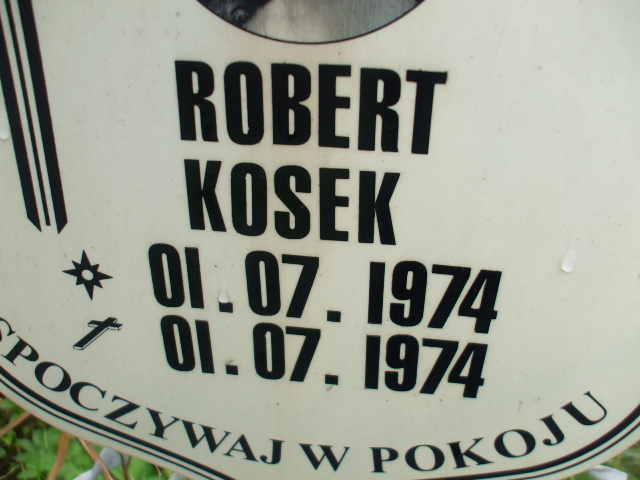 ROBERT
KOSEK
01.07.1974
01.07.1974
SPOCZYWAJ W POKOJU